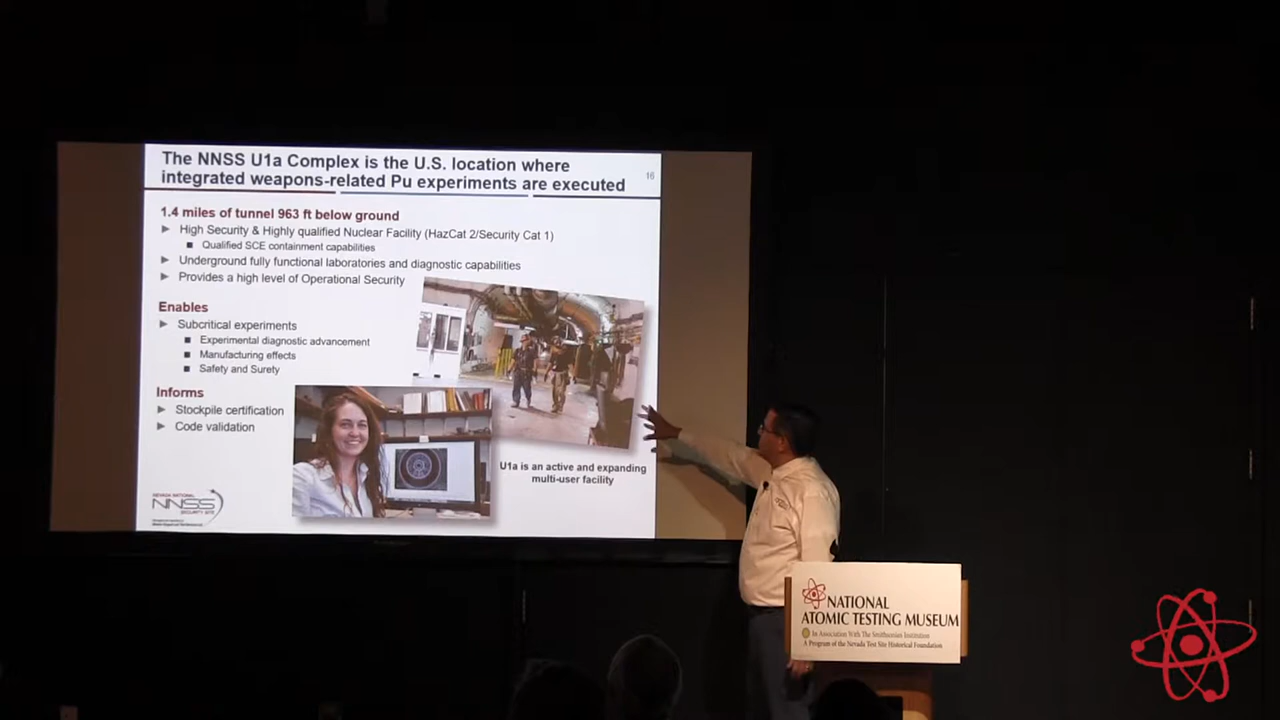 The NNSS U1a Complex is the U.S. location where
integrated weapons-related Pu experiments are executed
16
1.4 miles of tunnel 963 ft below ground
High Security & Highly qualified Nuclear Facility (HazCat 2/Security Cat 1)
Qualified SCE containment capabilities
Underground fully functional laboratories and diagnostic capabilities
Provides a high level of Operational Security
Enables
Subcritical experiments
Experimental diagnostic advancement
Manufacturing effects
Safety and Surety
Informs
Stockpile certification
Code validation
U1a is an active and expanding
multi-user facility
NEVADA NATIONAL
NNSS
SECURITY SITE
NATIONAL
ATOMIC TESTING MUSEUM
In Association With The Smithsonian Institution
A Program of the Nevada Test Site Historical Foundation